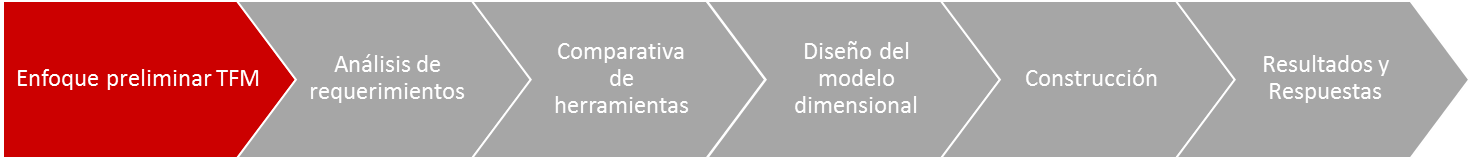 Enfoque preliminar TFM
Análisis de
requerimientos
Comparativa
de
herramientas
Diseño del
modelo
dimensional
Construcción
Resultados y
Respuestas